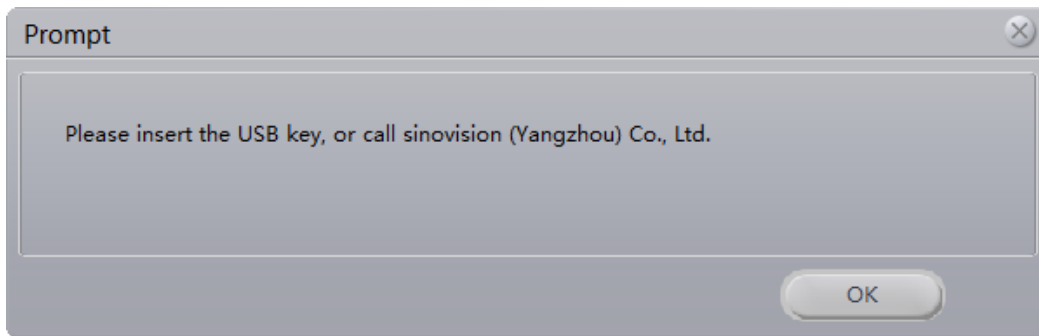 Prompt
Please insert the USB key, or call sinovision (Yangzhou) Co., Ltd.
OK